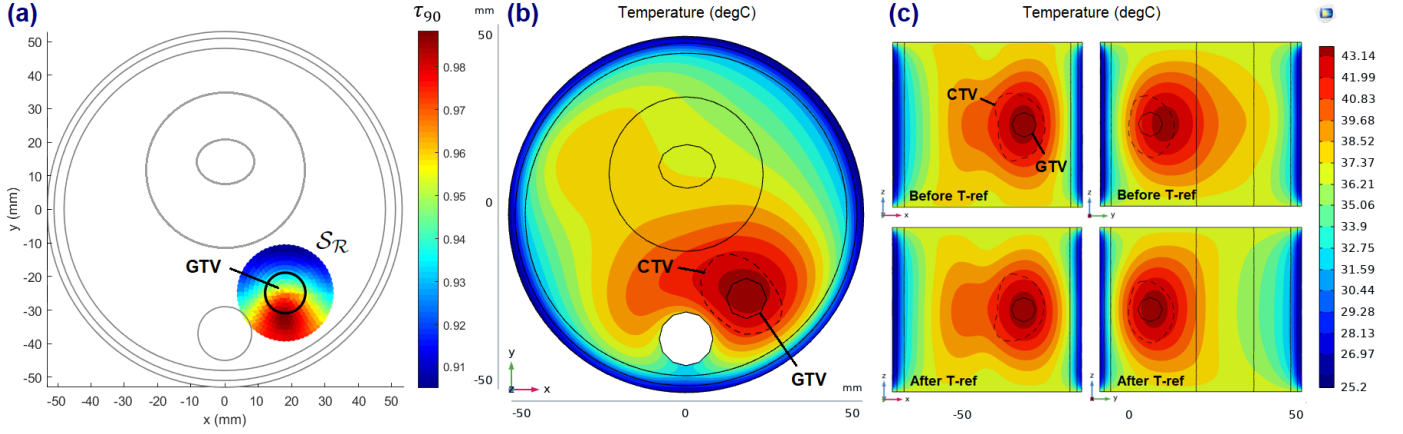 (a)
τ90
50
40
30
20
10
0
-10
-20
-30
-40
-50
y (mm)
-50 -40 -30 -20 -10 0 10 20 30 40 50
x (mm)
GTV
SR
0.98
0.97
0.96
0.95
0.94
0.93
0.92
0.91
(b)
Temperature (degC)
mm
50
0
-50
CTV
GTV
y
z x
mm
-50 0 50
(c)
Temperature (degC)
CTV
GTV
Before T-ref
z
x
Before T-ref
z
y
After T-ref
z
x
After T-ref
z
y
-50 0 50
43.14
41.99
40.83
39.68
38.52
37.37
36.21
35.06
33.9
32.75
31.59
30.44
29.28
28.13
26.97
25.82
25.2